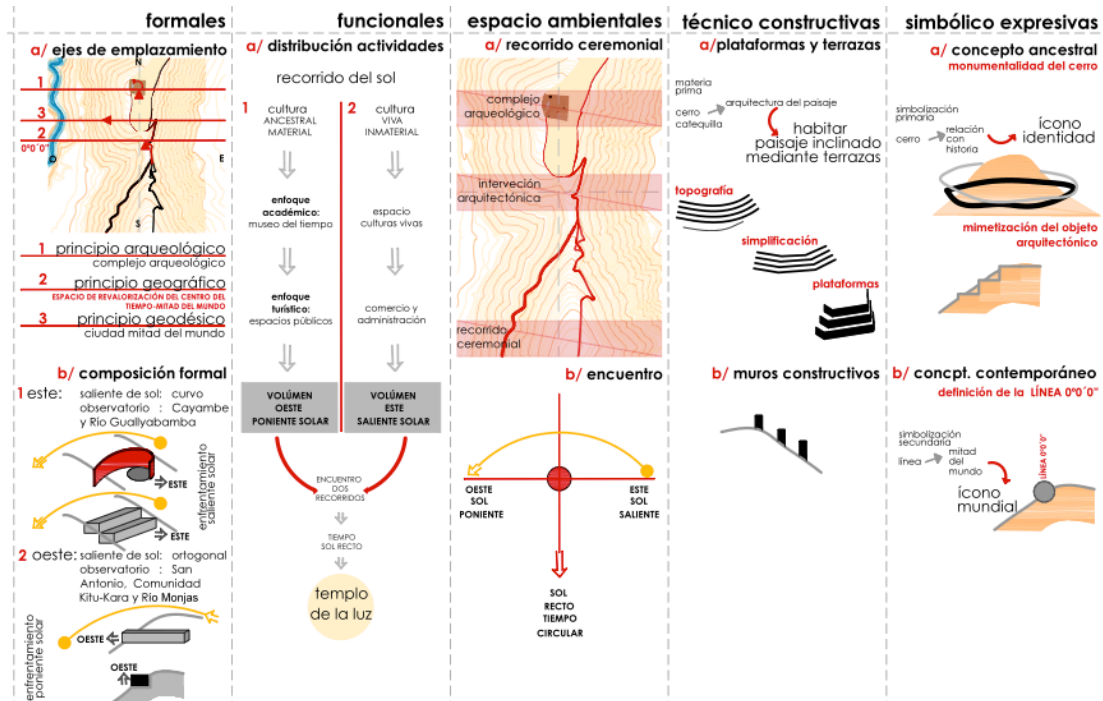 formales
a/ ejes de emplazamiento
N
1
3
2
0º0´0"
O
E
S
1 principio arqueológico
complejo arqueológico
2 principio geográfico
ESPACIO DE REVALORIZACIÓN DEL CENTRO DEL
TIEMPO-MITAD DEL MUNDO
3 principio geodésico
ciudad mitad del mundo
b/ composición formal
1 este: saliente de sol: curvo
observatorio : Cayambe
y Río Guallyabamba
ESTE
ESTE
enfrentamiento
saliente solar
2 oeste: saliente de sol: ortogonal
observatorio : San
Antonio, Comunidad
Kitu-Kara y Río Monjas
OESTE
OESTE
enfrentamiento
poniente solar
funcionales
a/ distribución actividades
recorrido del sol
1 cultura
ANCESTRAL
MATERIAL
enfoque
académico:
museo del tiempo
enfoque
turístico:
espacios públicos
VOLÚMEN
OESTE
PONIENTE SOLAR
2 cultura
VIVA
INMATERIAL
espacio
culturas vivas
comercio y
administración
VOLÚMEN
ESTE
SALIENTE SOLAR
ENCUENTRO
DOS
RECORRIDOS
TIEMPO
SOL RECTO
templo
de la luz
espacio ambientales
a/ recorrido ceremonial
complejo
arqueológico
interveción
arquitectónica
recorrido
ceremonial
b/ encuentro
OESTE
SOL
PONIENTE
ESTE
SOL
SALIENTE
SOL
RECTO
TIEMPO
CIRCULAR
técnico constructivas
a/plataformas y terrazas
materia
prima
cerro
catequilla
arquitectura del paisaje
habitar
paisaje inclinado
mediante terrazas
topografía
simplificación
plataformas
b/ muros constructivos
simbólico expresivas
a/ concepto ancestral
monumentalidad del cerro
simbolización
primaria
cerro
relación
con
historia
ícono
identidad
mimetización del objeto
arquitectónico
b/ concpt. contemporáneo
definición de la LÍNEA 0º0´0"
simbolización
secundaria
línea
mitad
del
mundo
ícono
mundial
LÍNEA 0º0´0"